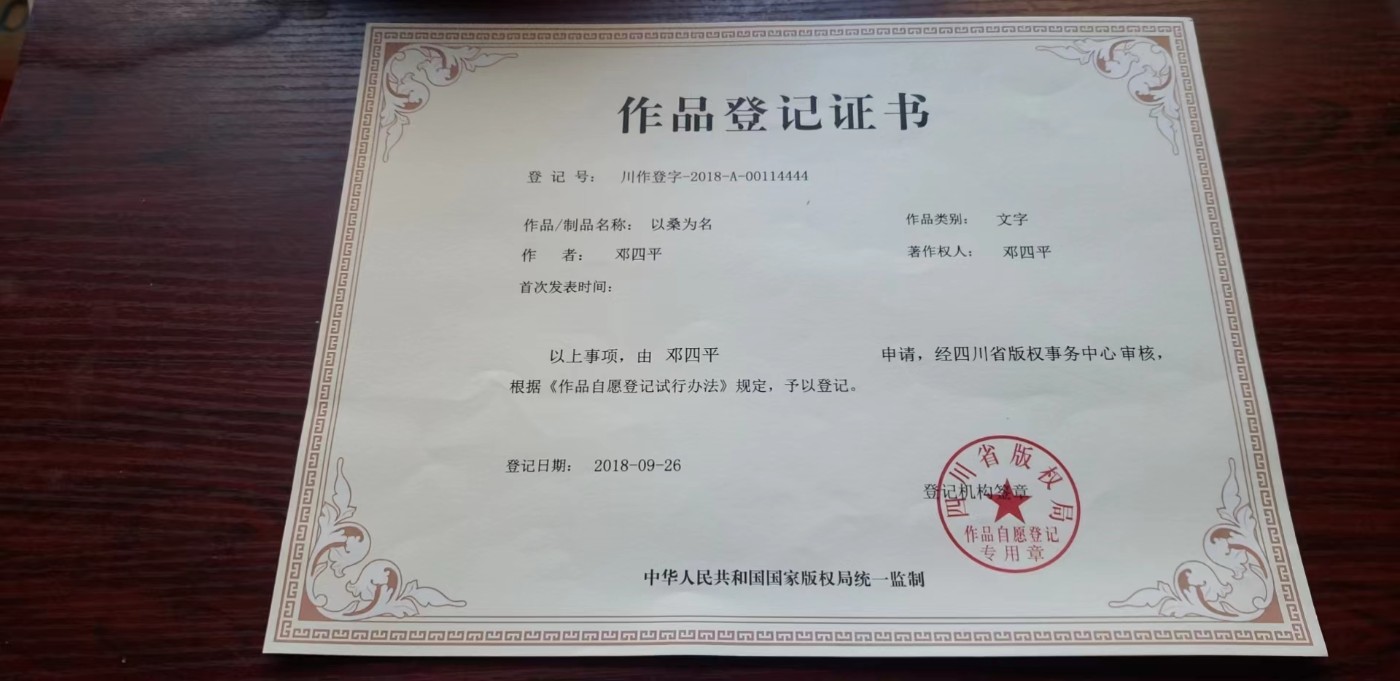 作品登记证书
登 记 号： 川作登字-2018-A-00114444
作品/制品名称： 以桑为名 作品类别： 文字
作 者： 邓四平 著作权人： 邓四平
首次发表时间：
以上事项，由 邓四平 申请，经四川省版权事务中心审核，
根据《作品自愿登记试行办法》规定，予以登记。
登记日期： 2018-09-26
登记机构签章
四川省版权局
作品自愿登记
专用章
中华人民共和国国家版权局统一监制